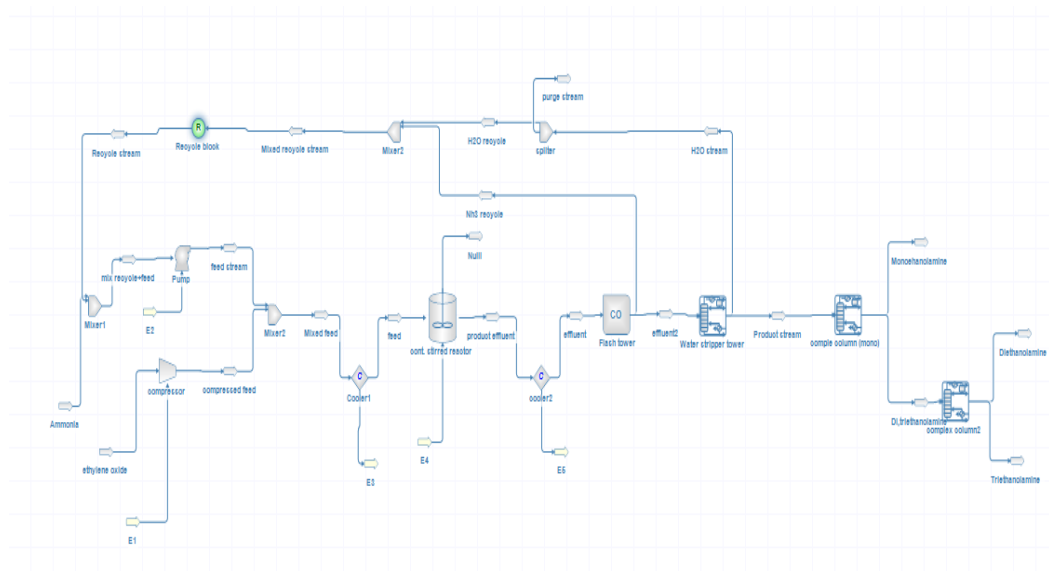 purge stream
R
Recycle stream
Recycle block
Mixed recycle stream
Mixer2
H2O recycle
spliter
H2O stream
Nh3 recycle
Nulll
mix recycle+feed
Pump
feed stream
Monoehanolamine
Mixer1
E2
Mixer2
Mixed feed
feed
cont. stirred reactor
product effluent
effluent
CO
Flash tower
effluent2
Water stripper tower
Product stream
comple column (mono)
Diethanolamine
compressor
compressed feed
C
Cooler1
C
cooler2
Ammonia
Di,triethanolamine
complex column2
ethylene oxide
E3
E4
E5
Triethanolamine
E1